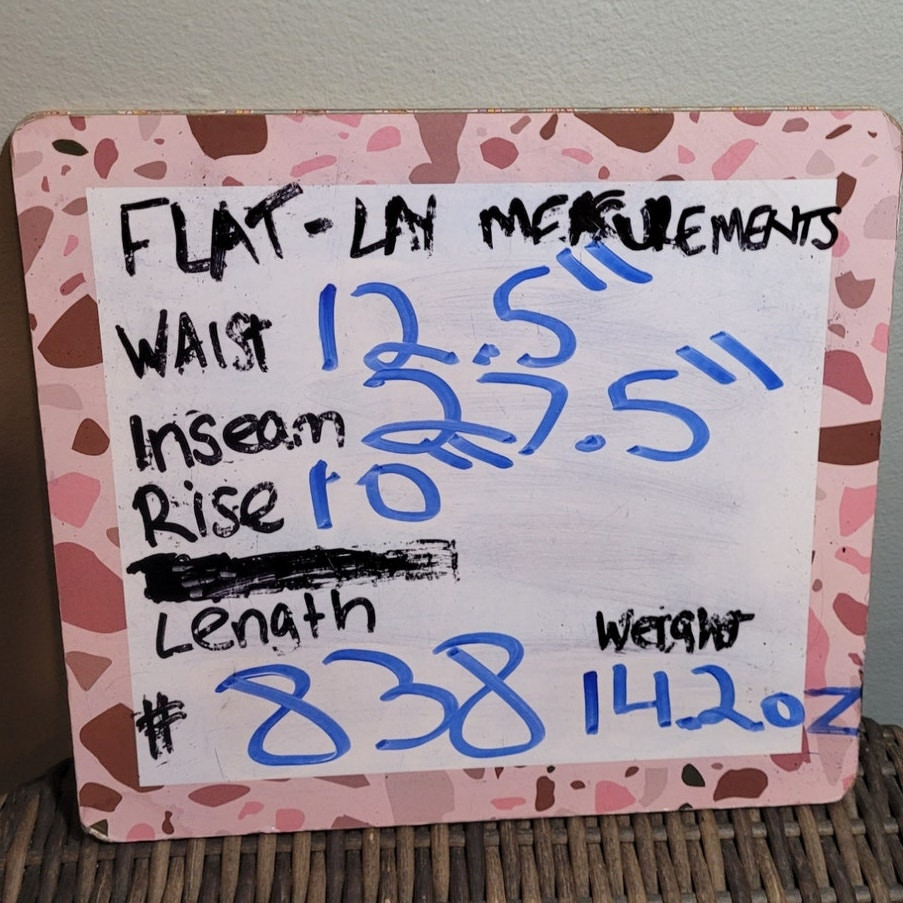 FLAT-LAY MEASUREMENTS
WAIST 12.5"
Inseam 27.5"
Rise 10"
Length
Weight
# 838 14.2oz